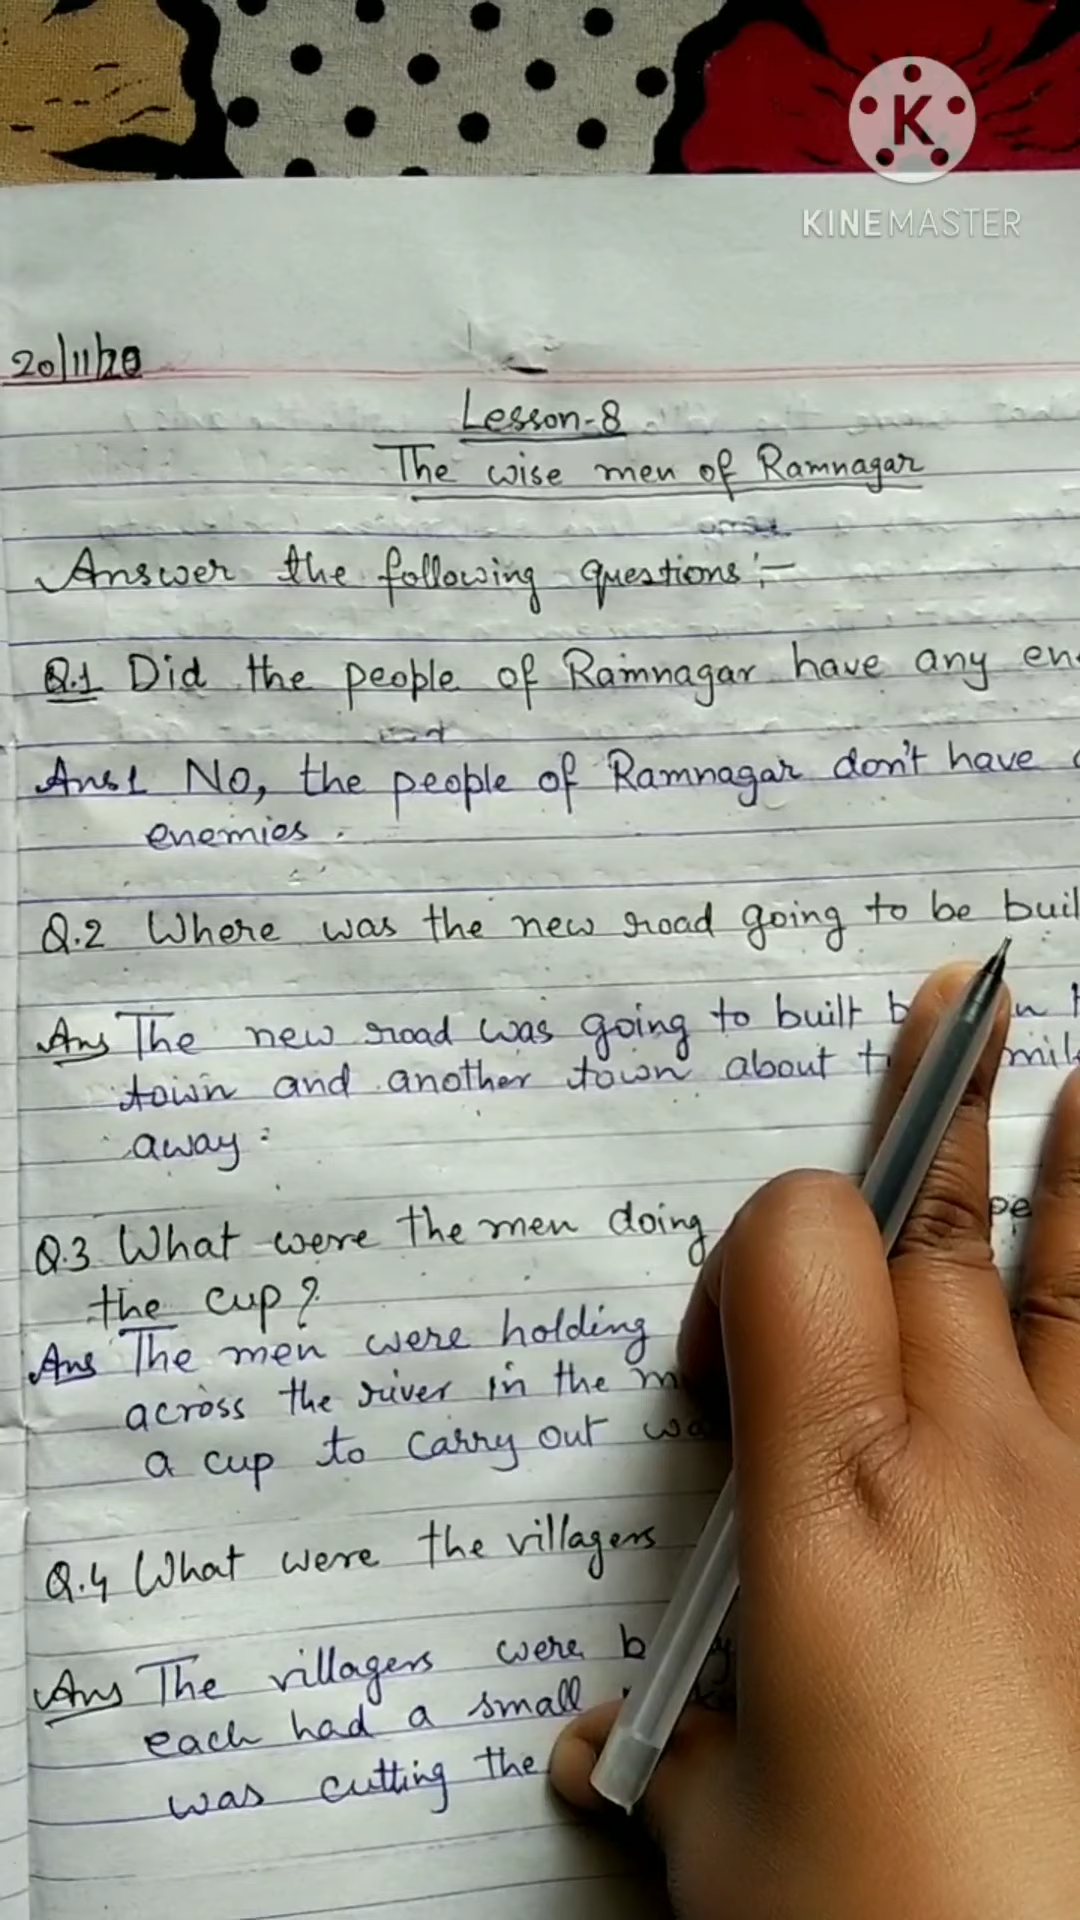 KINEMASTER
20/11/20
Lesson-8
The wise men of Ramnagar
Answer the following questions :-
Q.1 Did the people of Ramnagar have any
Ans1 No, the people of Ramnagar don't have
enemies.
Q.2 Where was the new road going to be
Ans The new road was going to built
town and another town about
away.
Q.3 What were the men doing
the cup?
Ans The men were holding
across the river in the
a cup to carry out
Q.4 What were the villagers
Ans The villagers were
each had a small
was cutting the